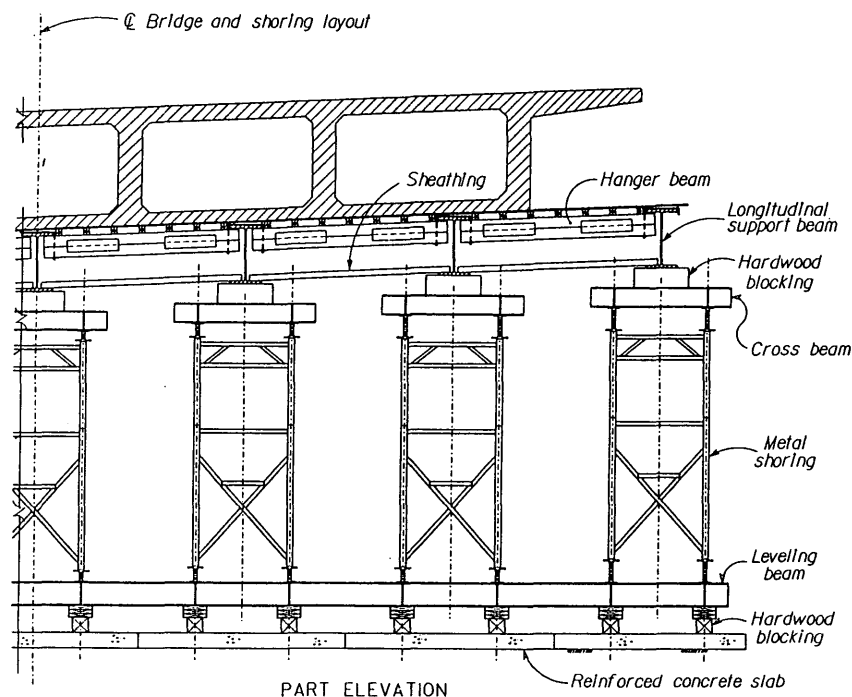 ℄ Bridge and shoring layout
Sheathing
Hanger beam
Longitudinal
support beam
Hardwood
blocking
Cross beam
Metal
shoring
Leveling
beam
Hardwood
blocking
Reinforced concrete slab
PART ELEVATION